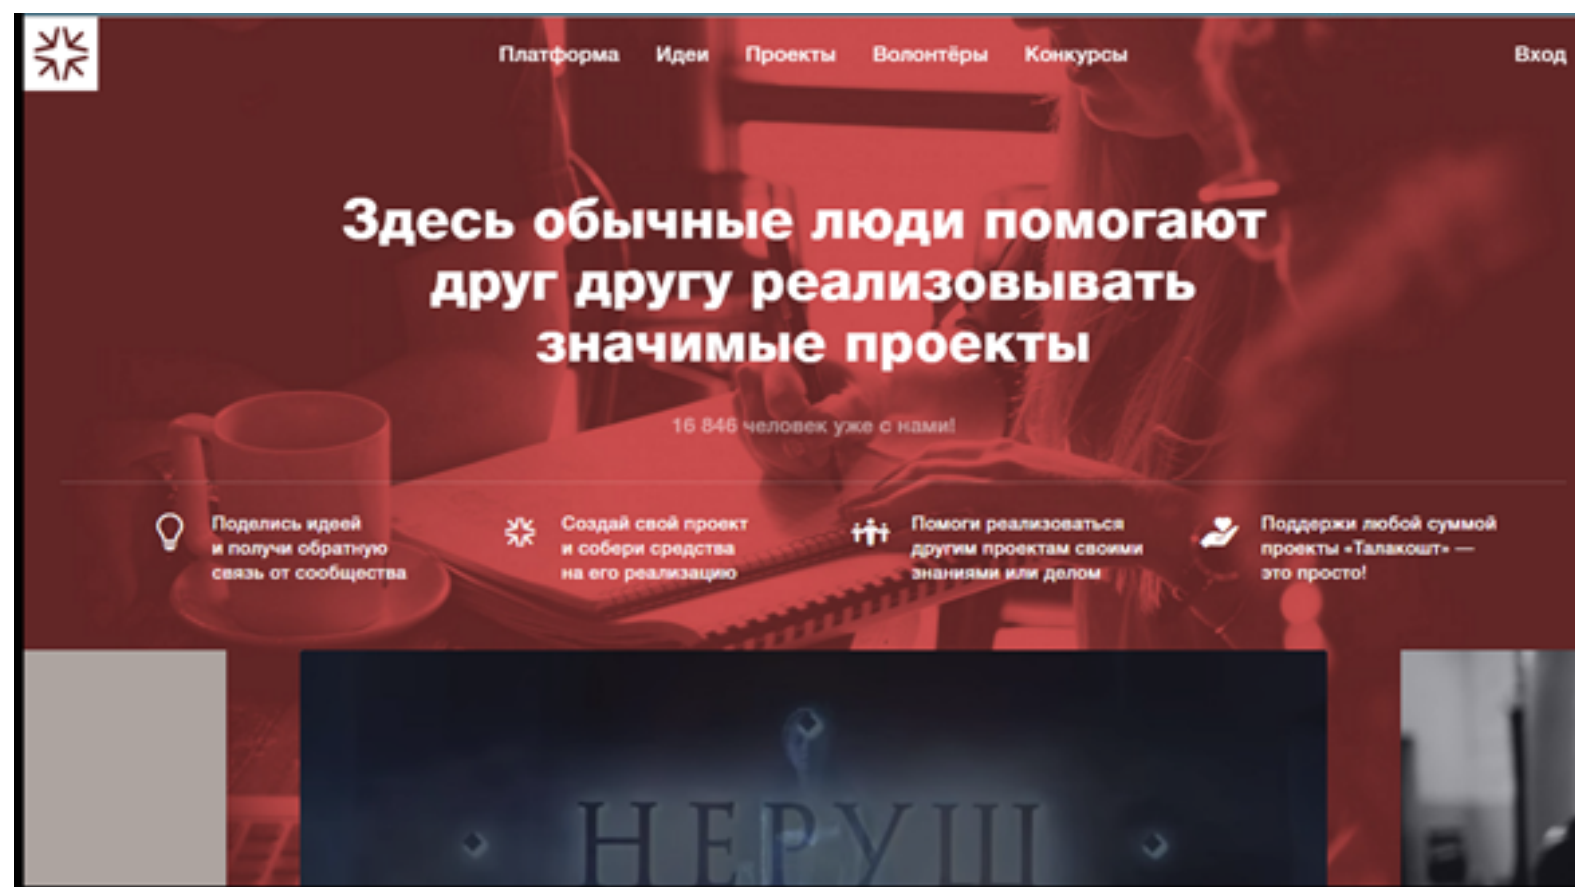 Платформа Идеи Проекты Волонтёры Конкурсы Вход
Здесь обычные люди помогают
друг другу реализовывать
значимые проекты
16 846 человек уже с нами!
Поделись идеей
и получи обратную
связь от сообщества
Создай свой проект
и собери средства
на его реализацию
Помоги реализоваться
другим проектам своими
знаниями или делом
Поддержи любой суммой
проекты «Талакошт» —
это просто!
НЕРУШ